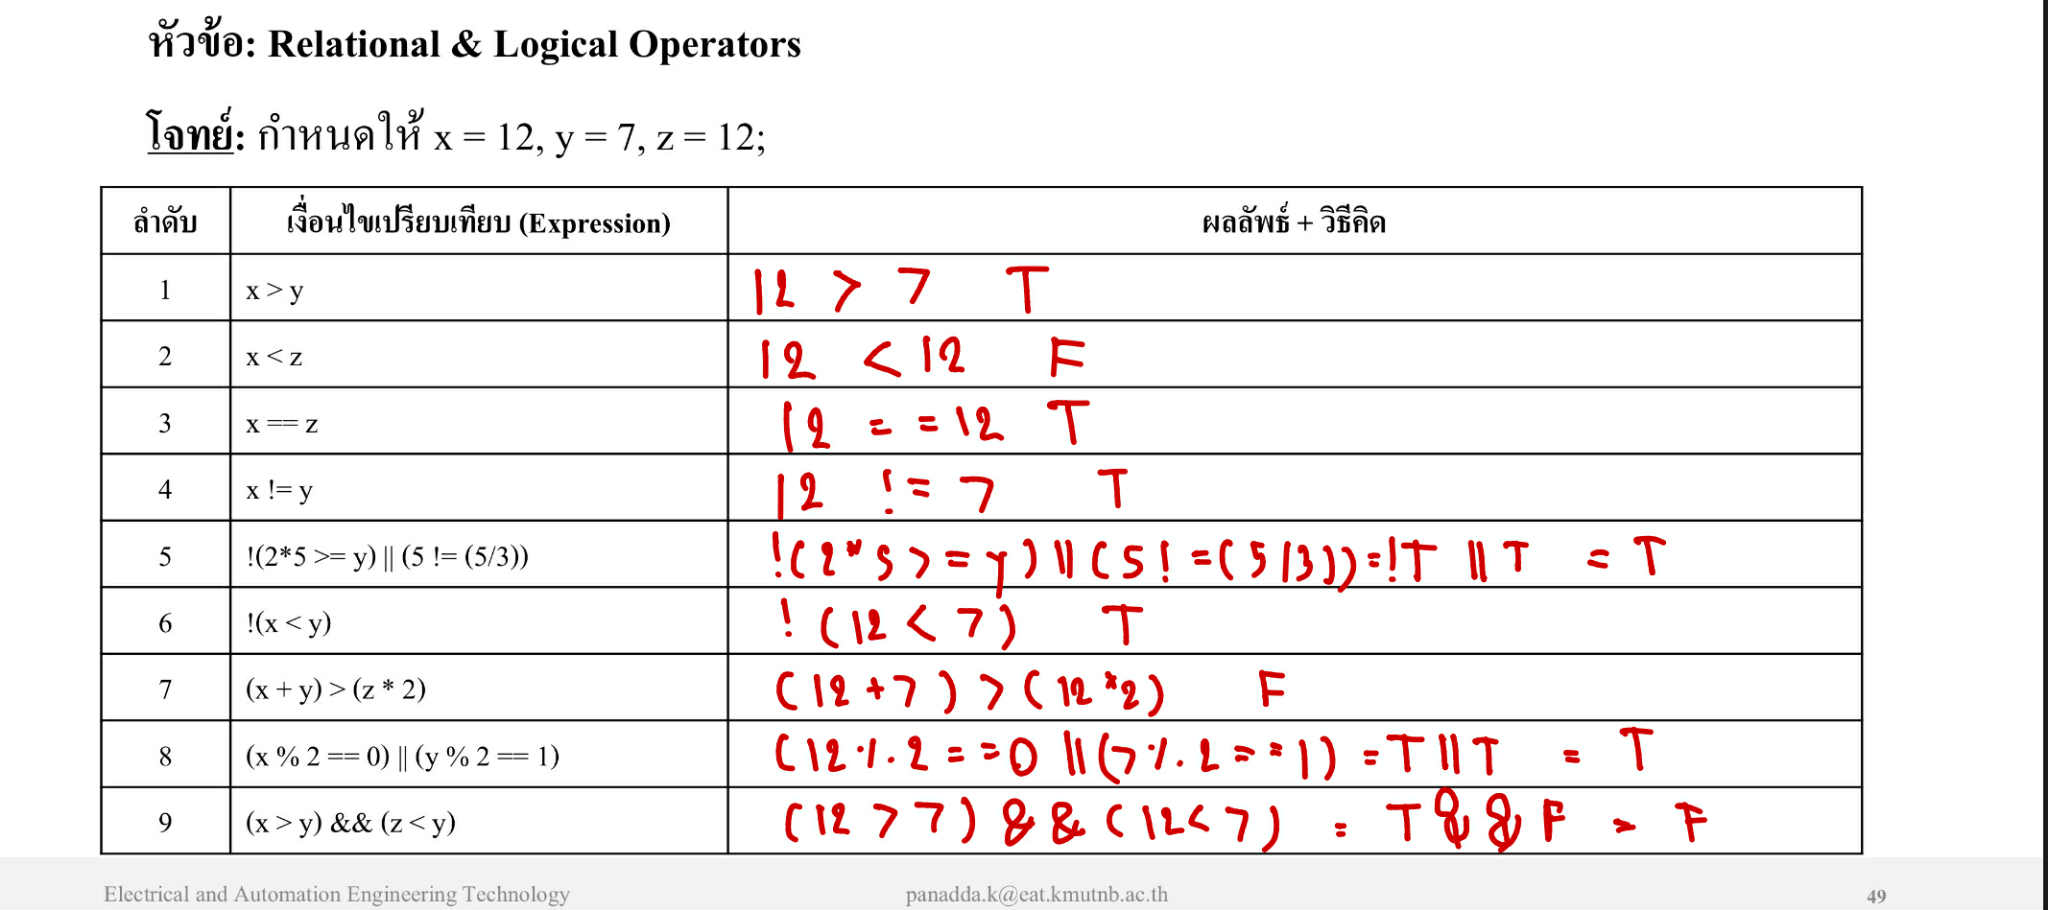 หัวข้อ: Relational & Logical Operators
โจทย์: กำหนดให้ x = 12, y = 7, z = 12;
ลำดับ เงื่อนไขเปรียบเทียบ (Expression) ผลลัพธ์ + วิธีคิด
1 x > y 12 > 7 T
2 x < z 12 < 12 F
3 x == z 12 = = 12 T
4 x != y 12 != 7 T
5 !(2*5 >= y) || (5 != (5/3)) !(2*5 >= y) || (5 != (5/3)) = !T || T = T
6 !(x < y) !(12 < 7) T
7 (x + y) > (z * 2) (12+7) > (12*2) F
8 (x % 2 == 0) || (y % 2 == 1) (12 % 2 = = 0 || (7 % 2 = = 1) = T || T = T
9 (x > y) && (z < y) (12 > 7) && (12 < 7) = T && F = F
Electrical and Automation Engineering Technology panadda.k@eat.kmutnb.ac.th 49